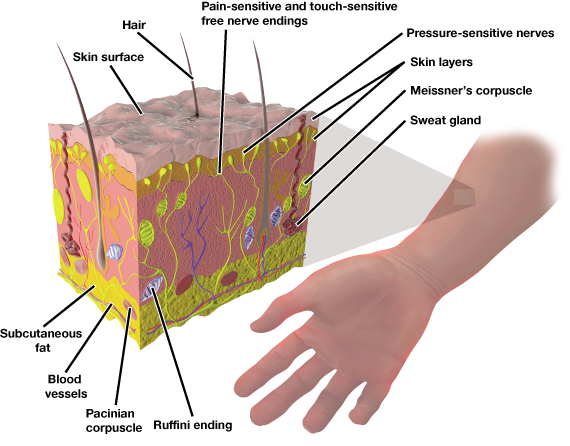 Pain-sensitive and touch-sensitive
free nerve endings
Hair
Pressure-sensitive nerves
Skin surface
Skin layers
Meissner's corpuscle
Sweat gland
Subcutaneous
fat
Blood
vessels
Pacinian
corpuscle
Ruffini ending